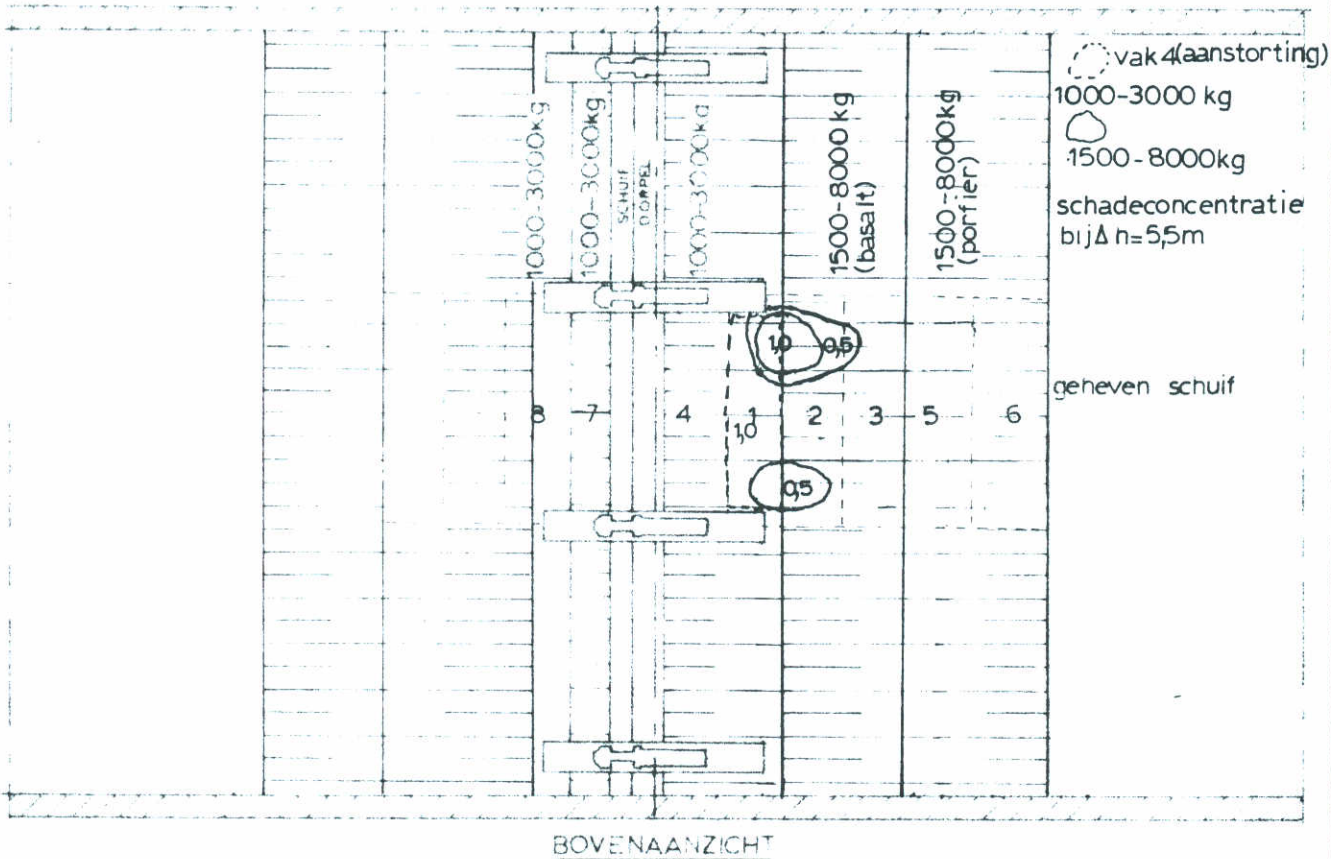 vak 4(aanstorting)
1000-3000 kg
1500-8000kg
schadeconcentratie
bij Δ h=5,5m
geheven schuif
1000-3000kg
1000-3000kg
SCHUIF
DORPEL
1000-3000kg
1500-8000 kg
(basalt)
1500-8000kg
(porfier)
1,0
0,5
8 7 4 1 2 3 5 6
1,0
0,5
BOVENAANZICHT